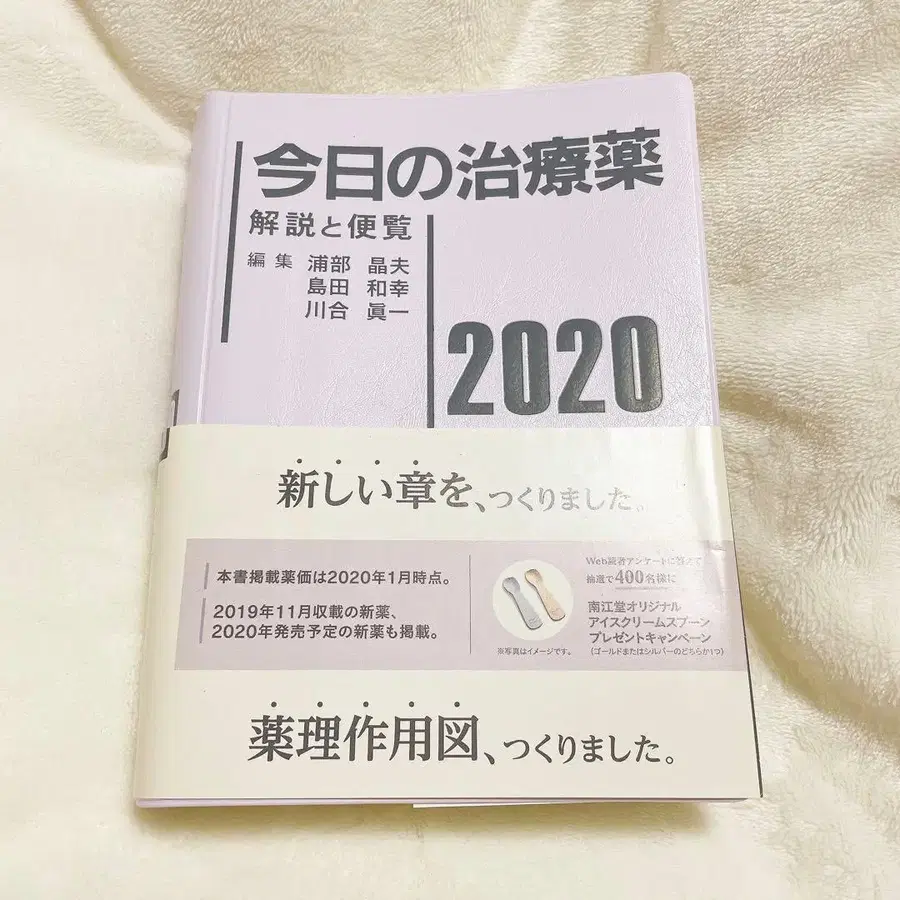 今日の治療薬
解説と便覧
編集 浦部 晶夫
島田 和幸
川合 眞一
2020
新しい章を、つくりました。
本書掲載薬価は2020年1月時点。
2019年11月収載の新薬、
2020年発売予定の新薬も掲載。
※写真はイメージです。
Web読者アンケートに答えて
抽選で400名様に
南江堂オリジナル
アイスクリームスプーン
プレゼントキャンペーン
(ゴールドまたはシルバーのどちらか1つ)
薬理作用図、つくりました。